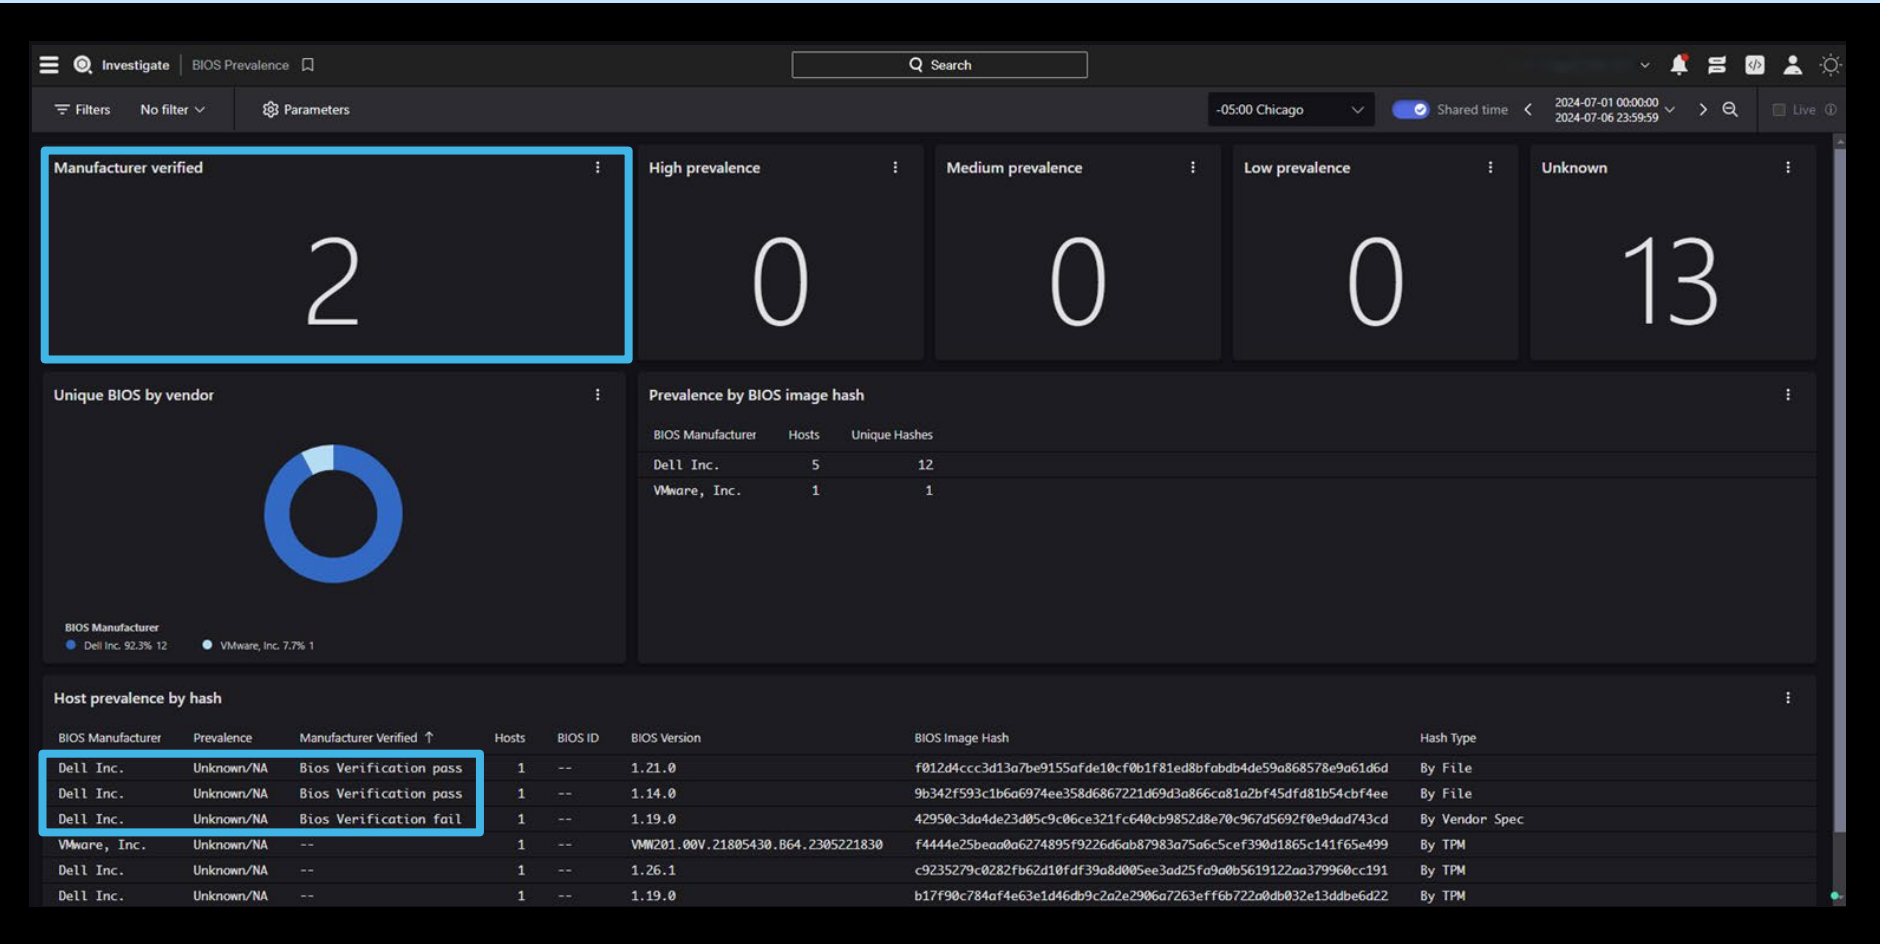 Investigate BIOS Prevalence
Search
Filters No filter Parameters
-05:00 Chicago Shared time 2024-07-01 00:00:00 Live
2024-07-06 23:59:59
Manufacturer verified
2
High prevalence
0
Medium prevalence
0
Low prevalence
0
Unknown
13
Unique BIOS by vendor
BIOS Manufacturer
Dell Inc. 92.3% 12 VMware, Inc. 7.7% 1
Prevalence by BIOS image hash
BIOS Manufacturer Hosts Unique Hashes
Dell Inc. 5 12
VMware, Inc. 1 1
Host prevalence by hash
BIOS Manufacturer Prevalence Manufacturer Verified ↑ Hosts BIOS ID BIOS Version BIOS Image Hash Hash Type
Dell Inc. Unknown/NA Bios Verification pass 1 -- 1.21.0 f012d4ccc3d13a7be9155afde10cf0b1f81ed8bfabdb4de59a868578e9a61d6d By File
Dell Inc. Unknown/NA Bios Verification pass 1 -- 1.14.0 9b342f593c1b6a6974ee358d6867221d69d3a866ca81a2bf45dfd81b54cbf4ee By File
Dell Inc. Unknown/NA Bios Verification fail 1 -- 1.19.0 42950c3da4de23d05c9c06ce321fc640cb9852d8e70c967d5692f0e9dad743cd By Vendor Spec
VMware, Inc. Unknown/NA -- 1 VMW201.00V.21805430.B64.2305221830 f4444e25beaa0a6274895f9226d6ab87983a75a6c5cef390d1865c141f65e499 By TPM
Dell Inc. Unknown/NA -- 1 -- 1.26.1 c9235279c0282fb62d10fdf39a8d005ee3ad25fa9a0b5619122aa379960cc191 By TPM
Dell Inc. Unknown/NA -- 1 -- 1.19.0 b17f90c784af4e63e1d46db9c2a2e2906a7263eff6b722a0db032e13ddbe6d22 By TPM